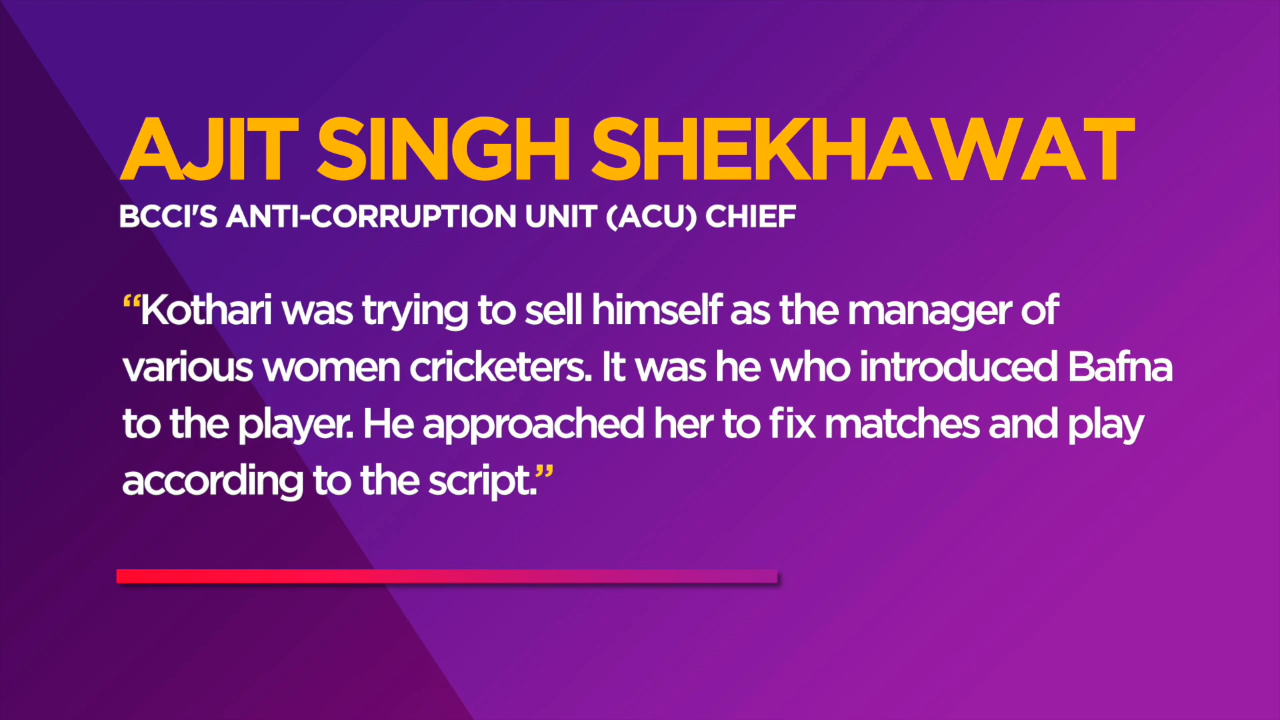 AJIT SINGH SHEKHAWAT
BCCI'S ANTI-CORRUPTION UNIT (ACU) CHIEF
“Kothari was trying to sell himself as the manager of
various women cricketers. It was he who introduced Bafna
to the player. He approached her to fix matches and play
according to the script.”